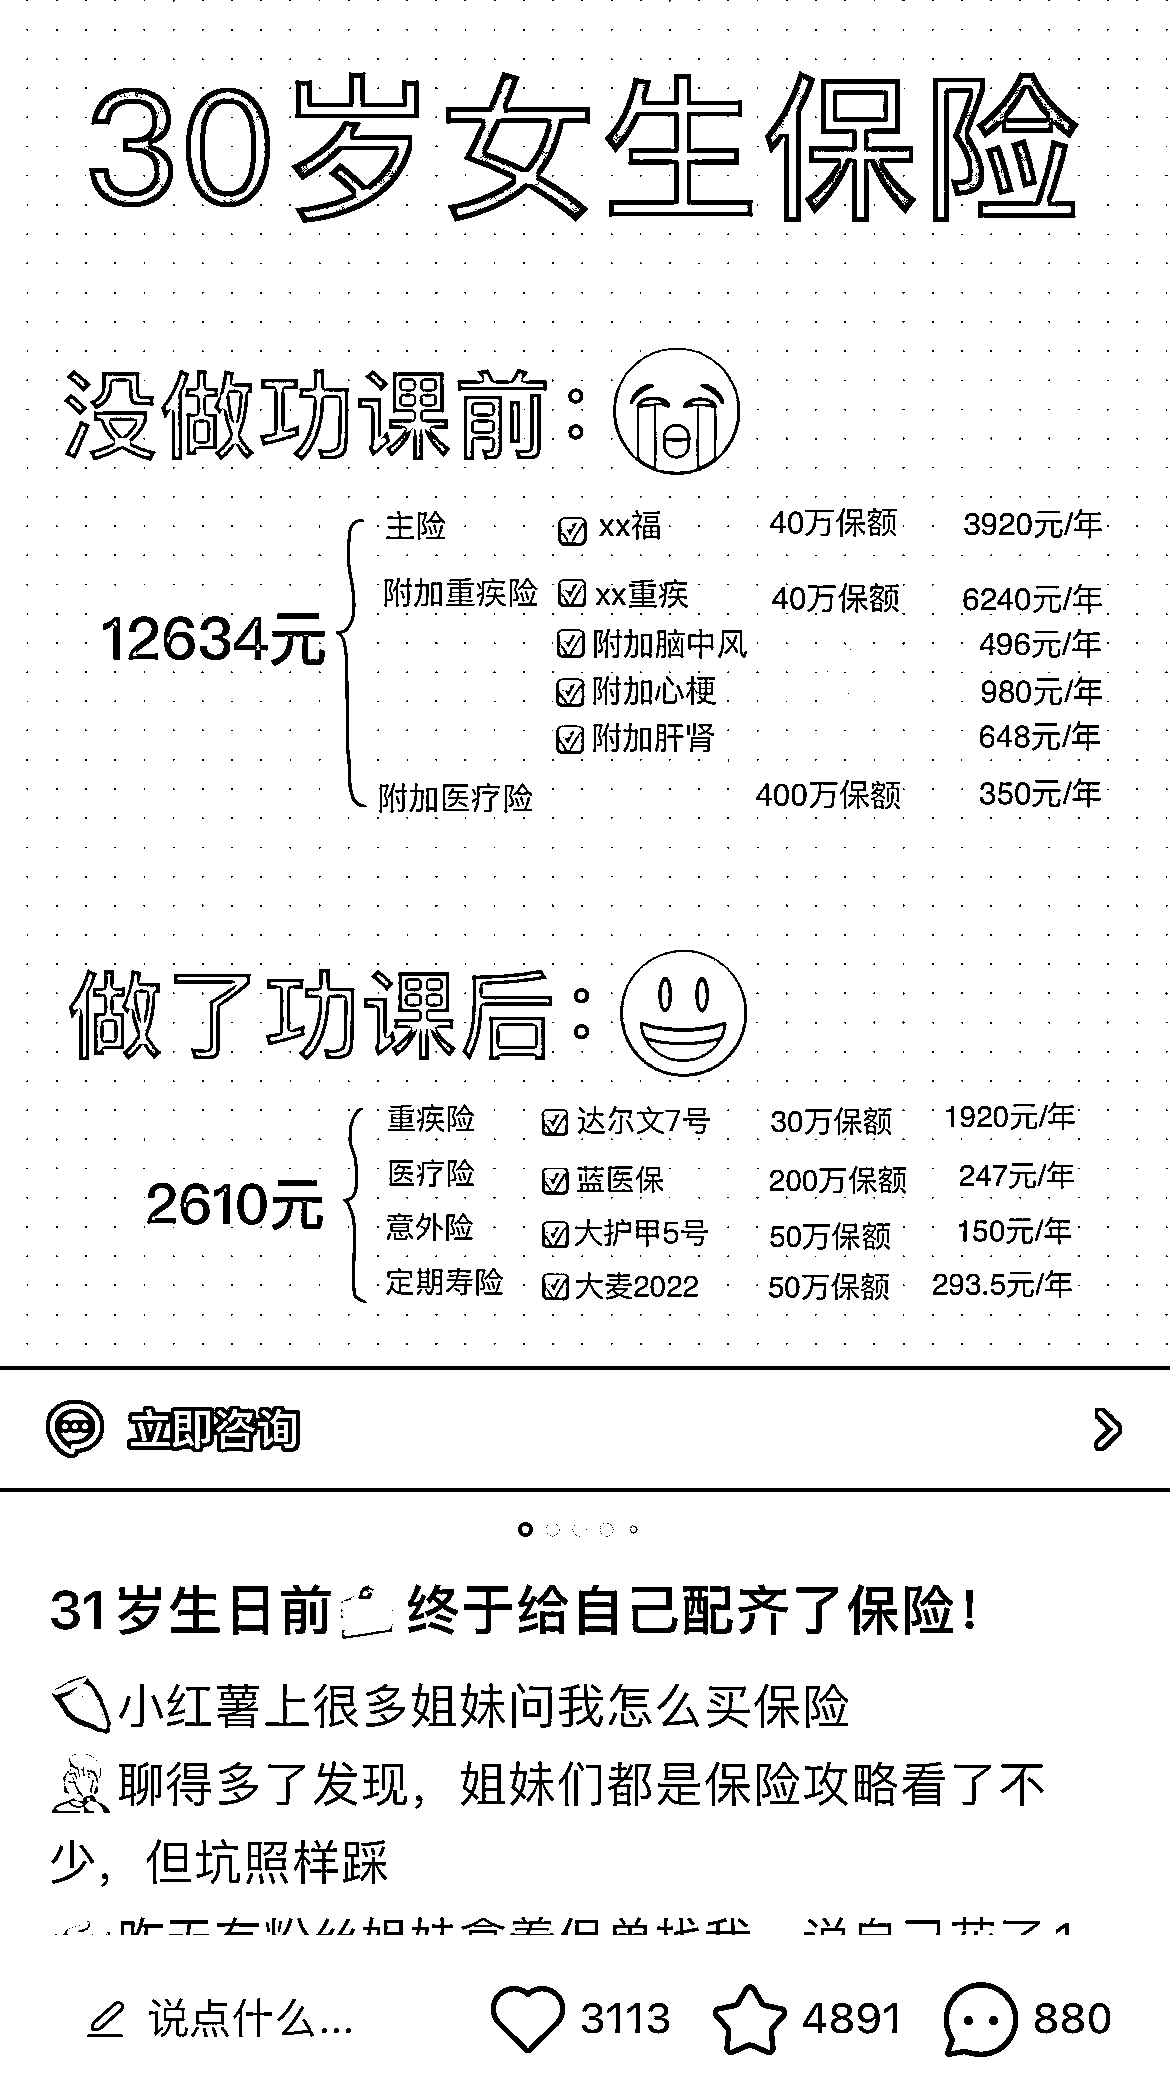 30岁女生保险
没做功课前：
主险 xx福 40万保额 3920元/年
附加重疾险 xx重疾 40万保额 6240元/年
12634元
附加脑中风 496元/年
附加心梗 980元/年
附加肝肾 648元/年
附加医疗险 400万保额 350元/年
做了功课后：
重疾险 达尔文7号 30万保额 1920元/年
医疗险 蓝医保 200万保额 247元/年
2610元
意外险 大护甲5号 50万保额 150元/年
定期寿险 大麦2022 50万保额 293.5元/年
立即咨询
31岁生日前 终于给自己配齐了保险！
小红薯上很多姐妹问我怎么买保险
聊得多了发现，姐妹们都是保险攻略看了不
少，但坑照样踩
说点什么... 3113 4891 880